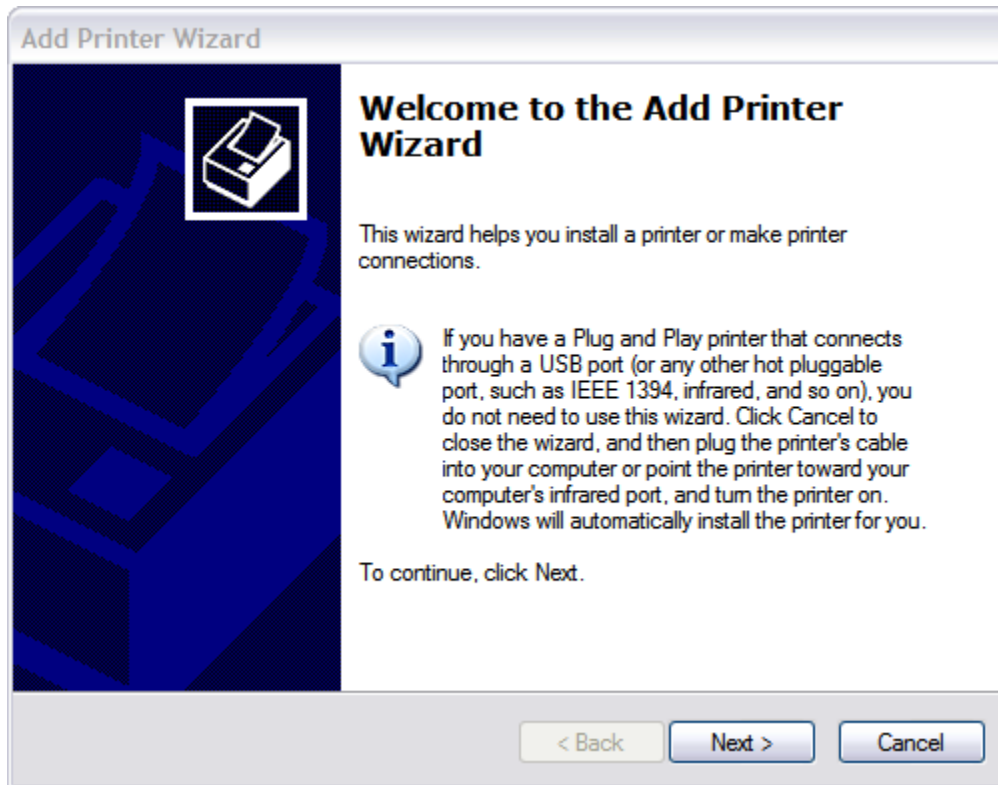 Add Printer Wizard
Welcome to the Add Printer
Wizard
This wizard helps you install a printer or make printer
connections.
If you have a Plug and Play printer that connects
through a USB port (or any other hot pluggable
port, such as IEEE 1394, infrared, and so on), you
do not need to use this wizard. Click Cancel to
close the wizard, and then plug the printer's cable
into your computer or point the printer toward your
computer's infrared port, and turn the printer on.
Windows will automatically install the printer for you.
To continue, click Next.
< Back
Next >
Cancel